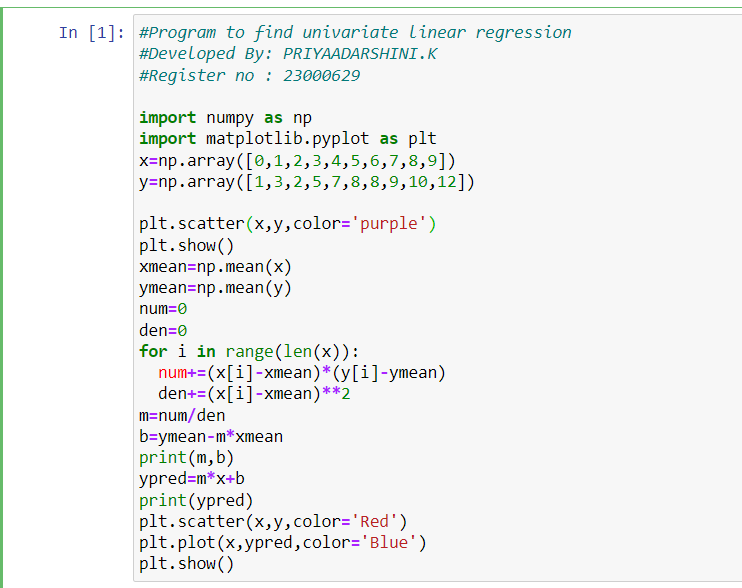 In [1]: #Program to find univariate linear regression
#Developed By: PRIYAADARSHINI.K
#Register no : 23000629

import numpy as np
import matplotlib.pyplot as plt
x=np.array([0,1,2,3,4,5,6,7,8,9])
y=np.array([1,3,2,5,7,8,8,9,10,12])

plt.scatter(x,y,color='purple')
plt.show()
xmean=np.mean(x)
ymean=np.mean(y)
num=0
den=0
for i in range(len(x)):
  num+=(x[i]-xmean)*(y[i]-ymean)
  den+=(x[i]-xmean)**2
m=num/den
b=ymean-m*xmean
print(m,b)
ypred=m*x+b
print(ypred)
plt.scatter(x,y,color='Red')
plt.plot(x,ypred,color='Blue')
plt.show()